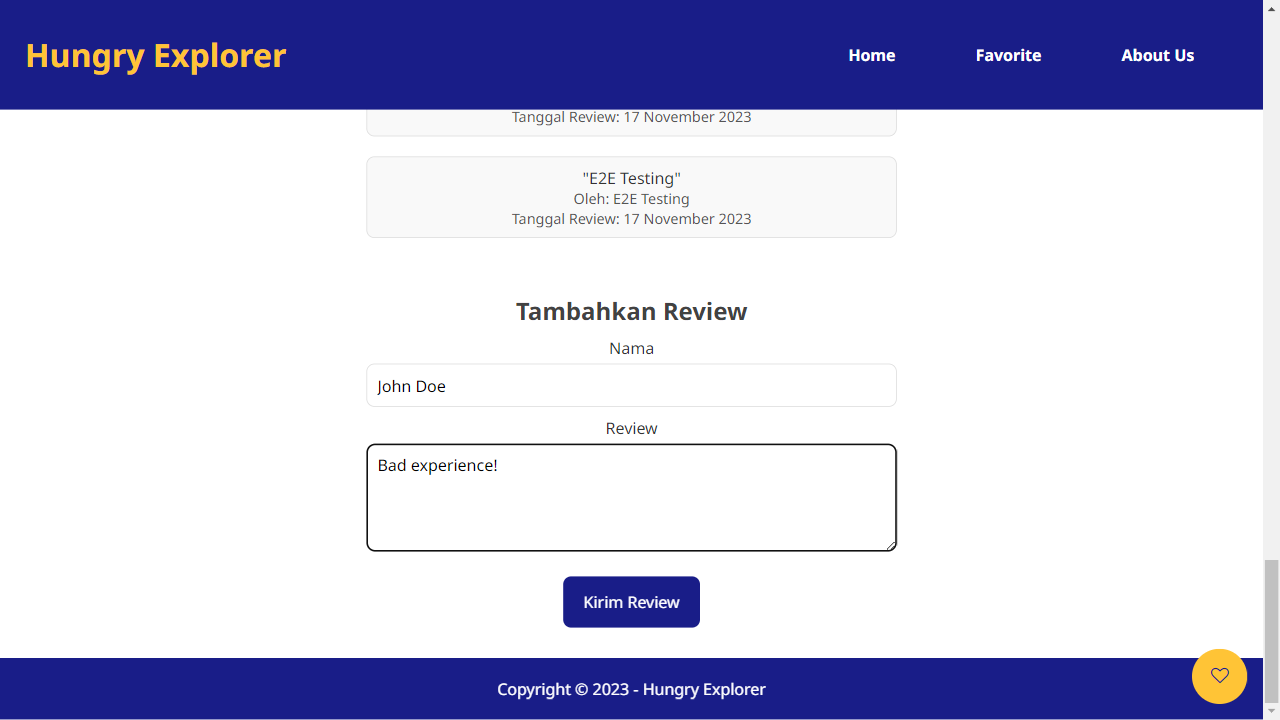 Hungry Explorer
Home
Favorite
About Us
Tanggal Review: 17 November 2023
"E2E Testing"
Oleh: E2E Testing
Tanggal Review: 17 November 2023
Tambahkan Review
Nama
John Doe
Review
Bad experience!
Kirim Review
Copyright © 2023 - Hungry Explorer